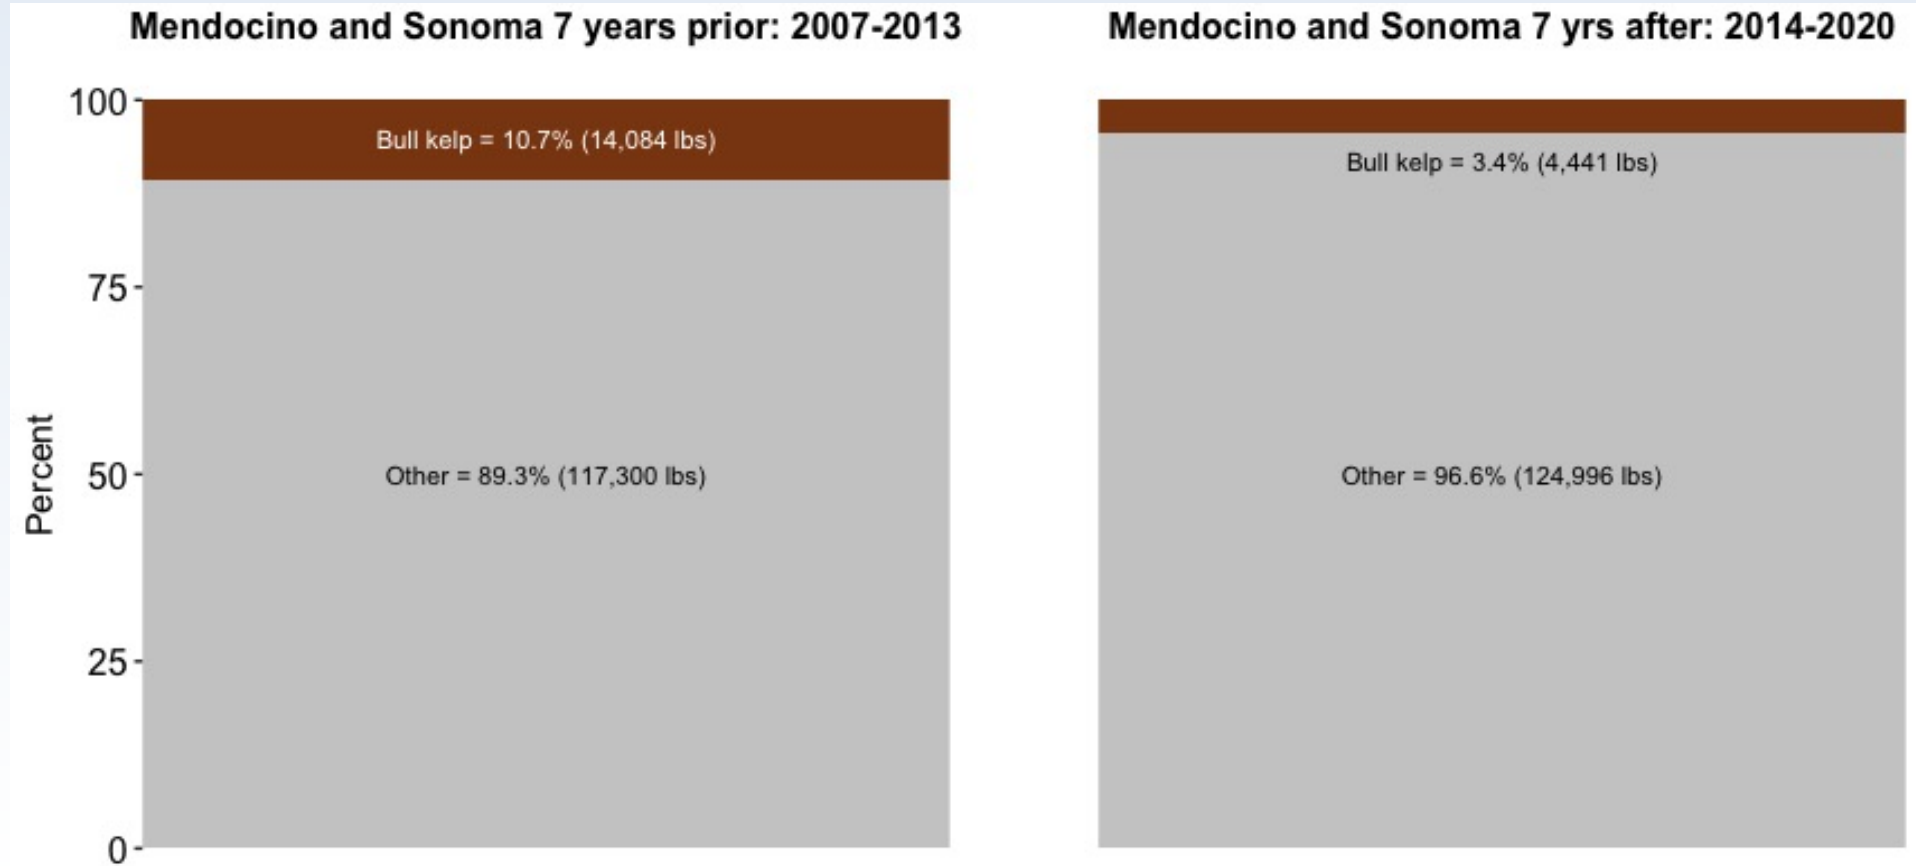 Mendocino and Sonoma 7 years prior: 2007-2013
Mendocino and Sonoma 7 yrs after: 2014-2020
Percent
100
75
50
25
0
Bull kelp = 10.7% (14,084 lbs)
Other = 89.3% (117,300 lbs)
Bull kelp = 3.4% (4,441 lbs)
Other = 96.6% (124,996 lbs)